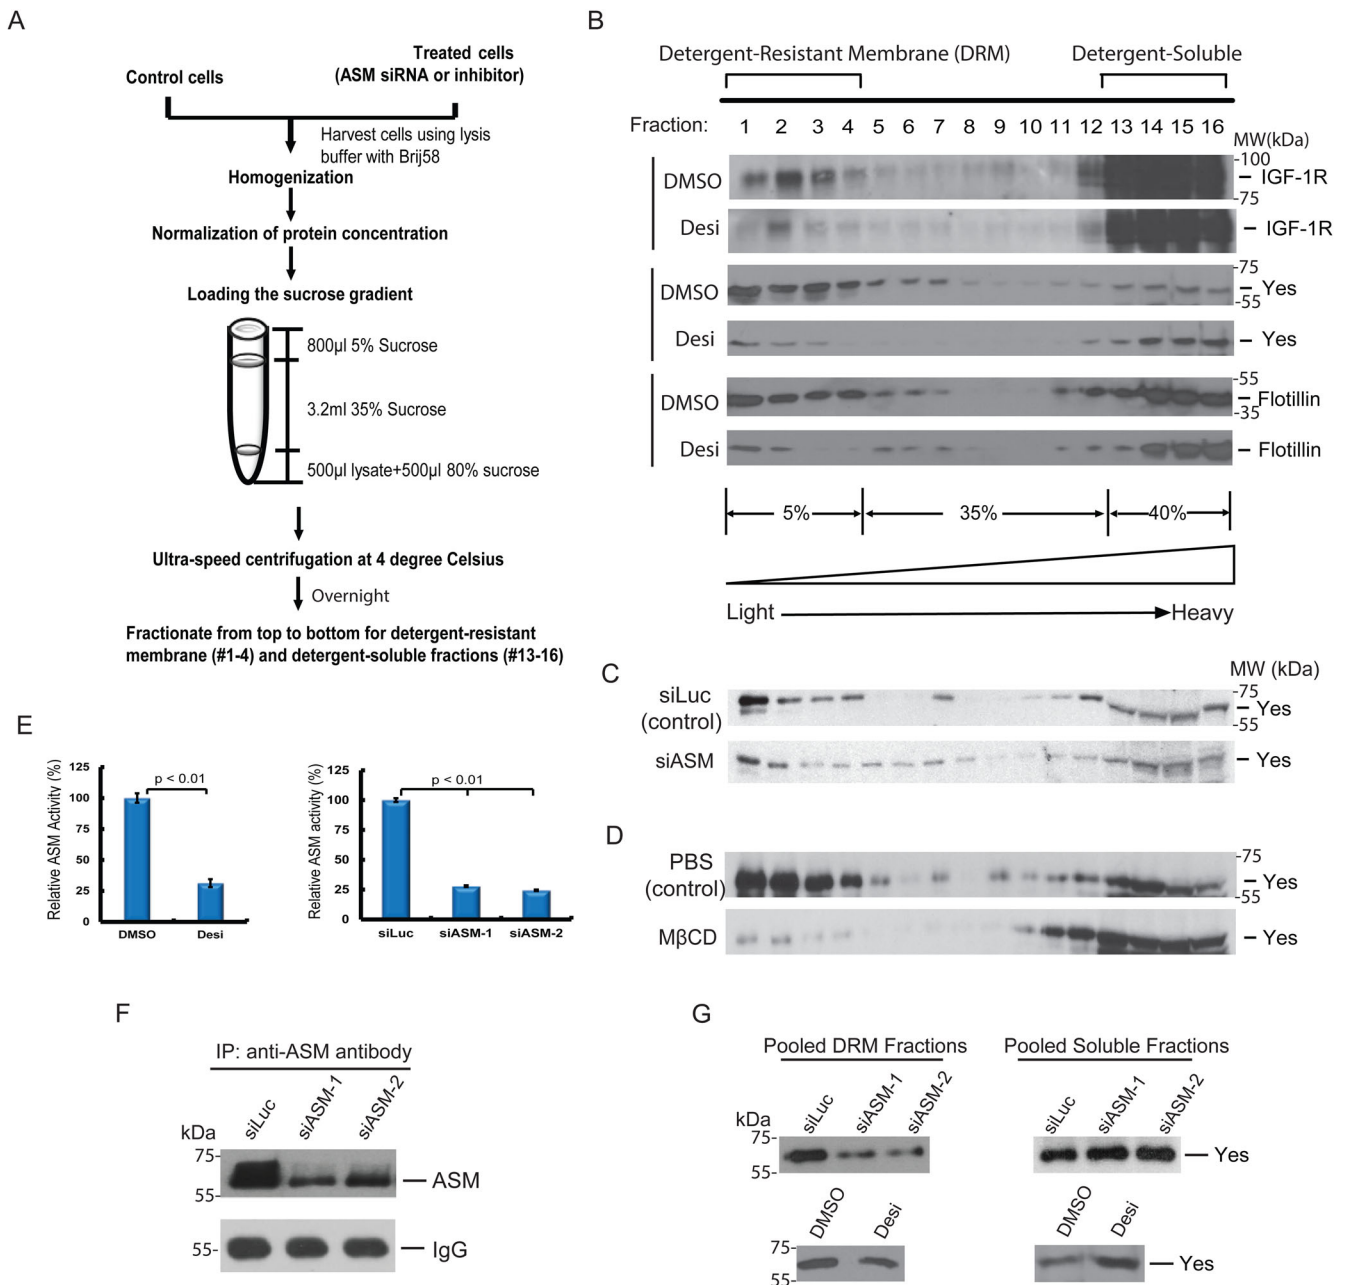 A
Control cells
Treated cells
(ASM siRNA or inhibitor)
Harvest cells using lysis
buffer with Brij58
Homogenization
Normalization of protein concentration
Loading the sucrose gradient
800µl 5% Sucrose
3.2ml 35% Sucrose
500µl lysate+500µl 80% sucrose
Ultra-speed centrifugation at 4 degree Celsius
Overnight
Fractionate from top to bottom for detergent-resistant
membrane (#1-4) and detergent-soluble fractions (#13-16)
B
Detergent-Resistant Membrane (DRM)
Detergent-Soluble
Fraction: 1 2 3 4 5 6 7 8 9 10 11 12 13 14 15 16
MW(kDa)
-100
DMSO
IGF-1R
-75
Desi
IGF-1R
-75
DMSO
Yes
-55
Desi
Yes
-55
DMSO
Flotillin
-35
Desi
Flotillin
5% 35% 40%
Light Heavy
C
MW (kDa)
siLuc
(control)
-75
Yes
-55
siASM
Yes
D
PBS
(control)
-75
Yes
-55
MβCD
Yes
E
Relative ASM Activity (%)
125
100
75
50
25
0
p < 0.01
DMSO Desi
Relative ASM activity (%)
125
100
75
50
25
0
p < 0.01
siLuc siASM-1 siASM-2
F
IP: anti-ASM antibody
siLuc siASM-1 siASM-2
kDa
75-
ASM
55-
55-
IgG
G
Pooled DRM Fractions
Pooled Soluble Fractions
siLuc siASM-1 siASM-2
siLuc siASM-1 siASM-2
kDa
75-
55-
Yes
DMSO Desi
DMSO Desi
75-
55-
Yes